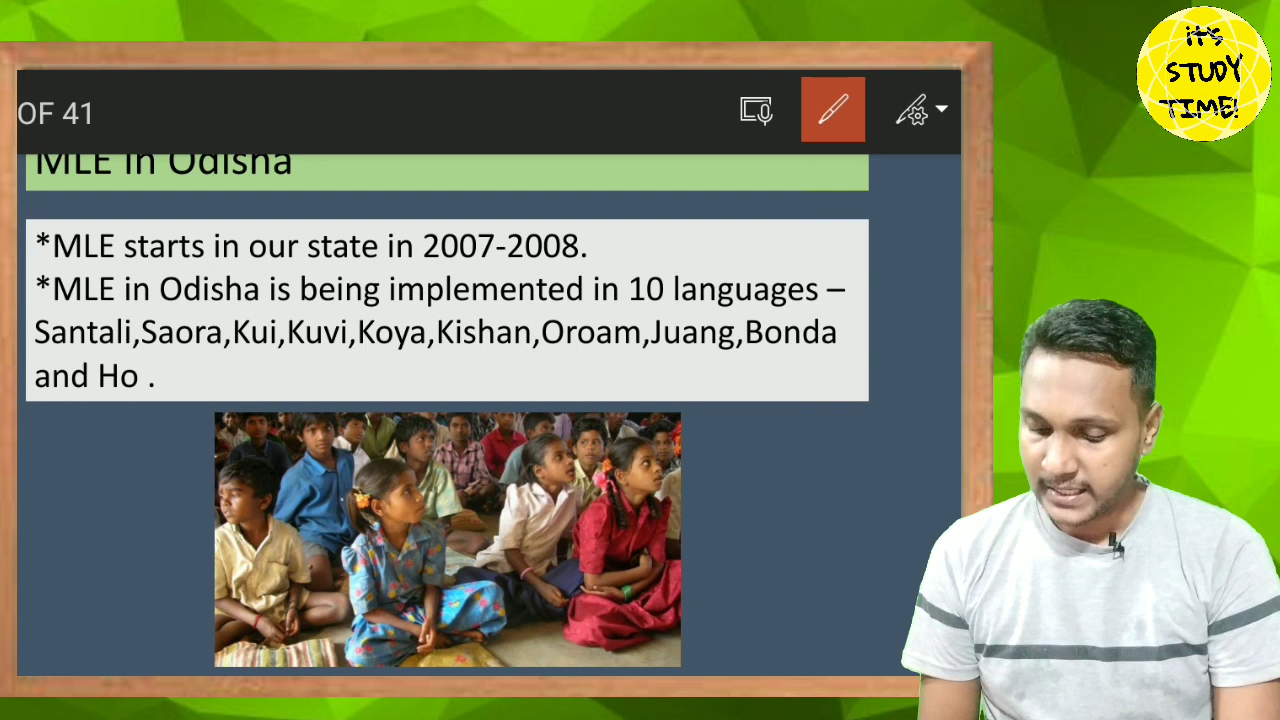 IT'S
STUDY
TIME!
OF 41
MLE in Odisha
*MLE starts in our state in 2007-2008.
*MLE in Odisha is being implemented in 10 languages –
Santali,Saora,Kui,Kuvi,Koya,Kishan,Oroam,Juang,Bonda
and Ho .